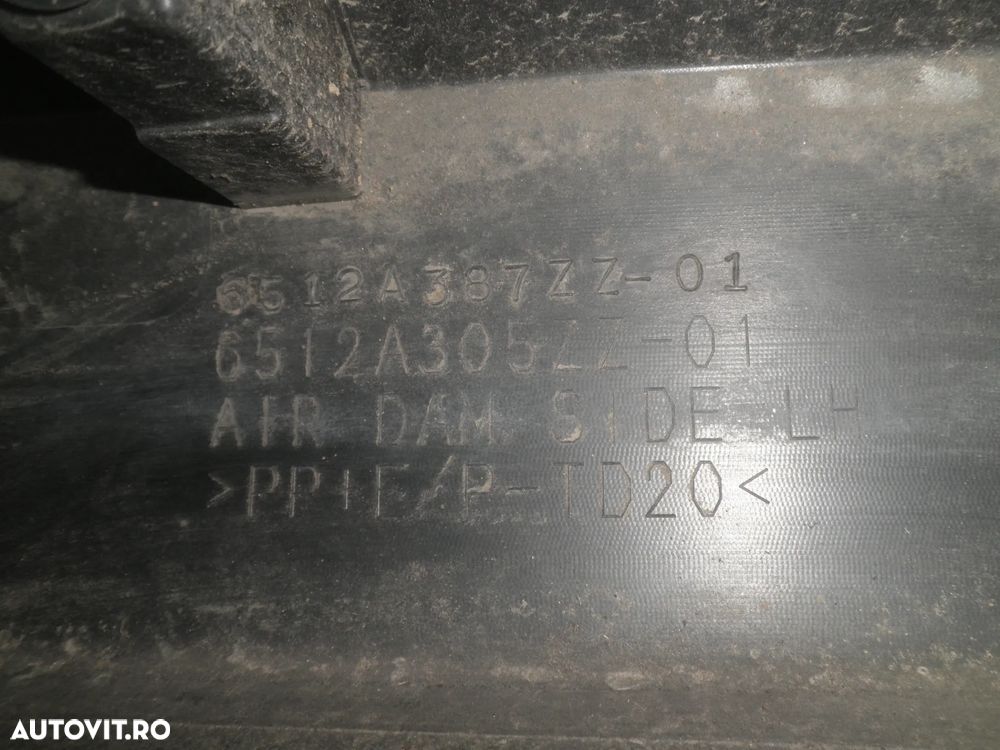 6512A387ZZ-01
6512A305ZZ-01
AIR DAM SIDE-LH
>PP+E/P-TD20<
AUTOVIT.RO